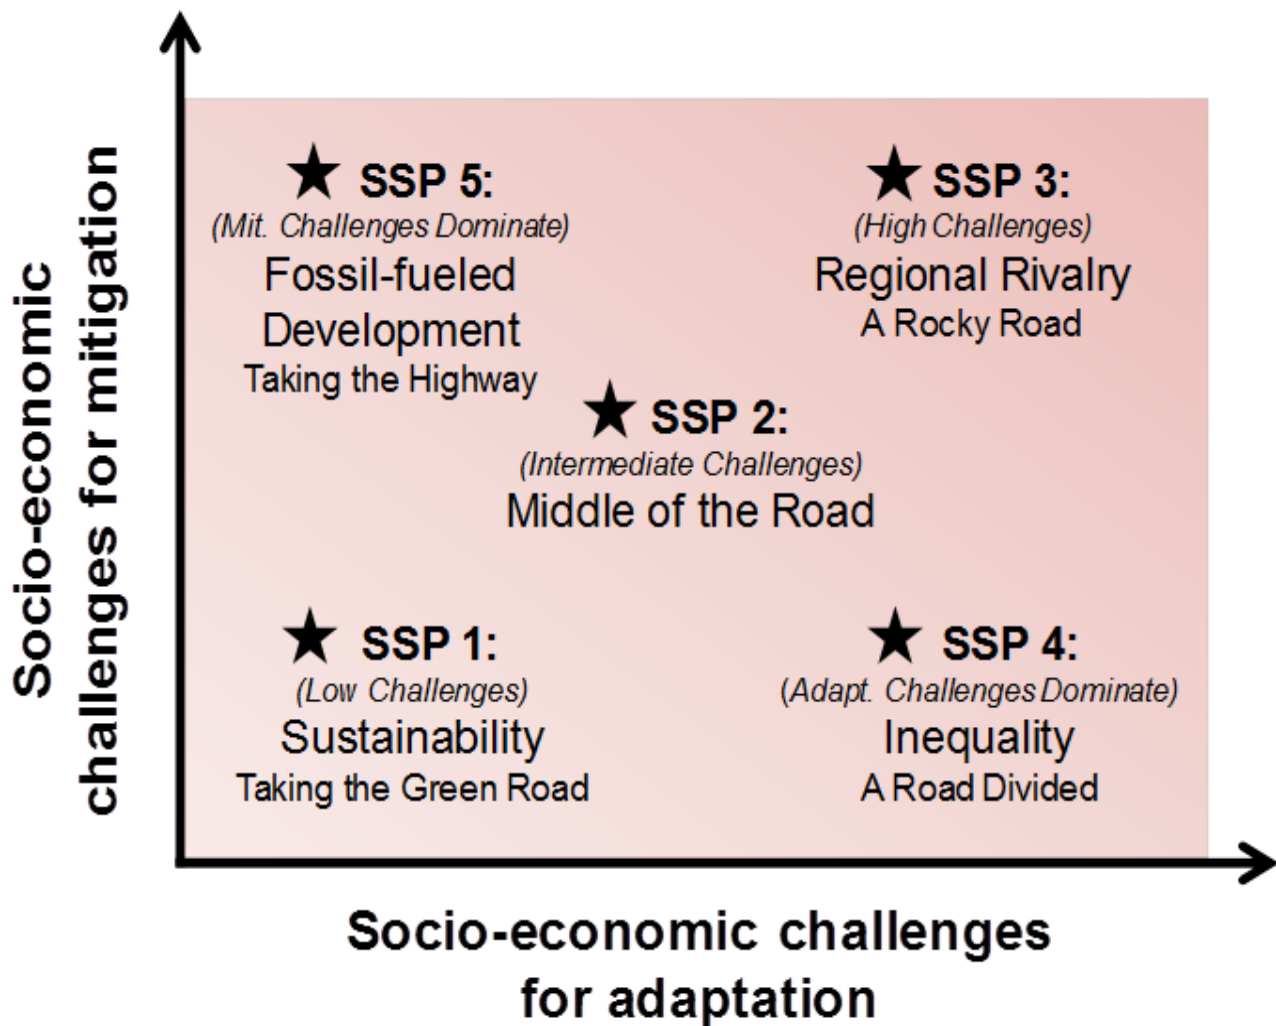 Socio-economic
challenges for mitigation
SSP 5:
(Mit. Challenges Dominate)
Fossil-fueled
Development
Taking the Highway
SSP 3:
(High Challenges)
Regional Rivalry
A Rocky Road
SSP 2:
(Intermediate Challenges)
Middle of the Road
SSP 1:
(Low Challenges)
Sustainability
Taking the Green Road
SSP 4:
(Adapt. Challenges Dominate)
Inequality
A Road Divided
Socio-economic challenges
for adaptation